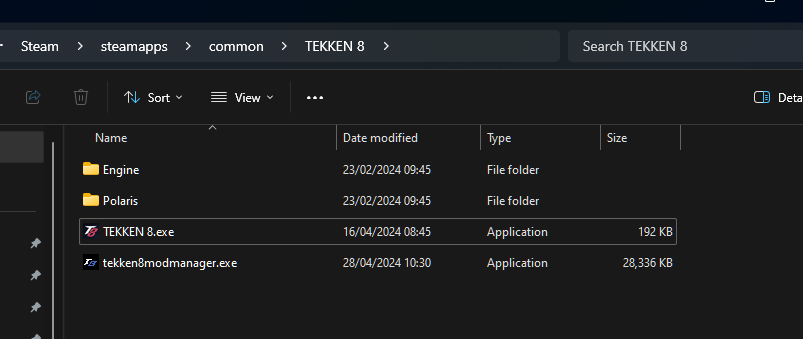 Steam > steamapps > common > TEKKEN 8 > Search TEKKEN 8
Sort View ••• Deta
Name Date modified Type Size
Engine 23/02/2024 09:45 File folder
Polaris 23/02/2024 09:45 File folder
TEKKEN 8.exe 16/04/2024 08:45 Application 192 KB
tekken8modmanager.exe 28/04/2024 10:30 Application 28,336 KB